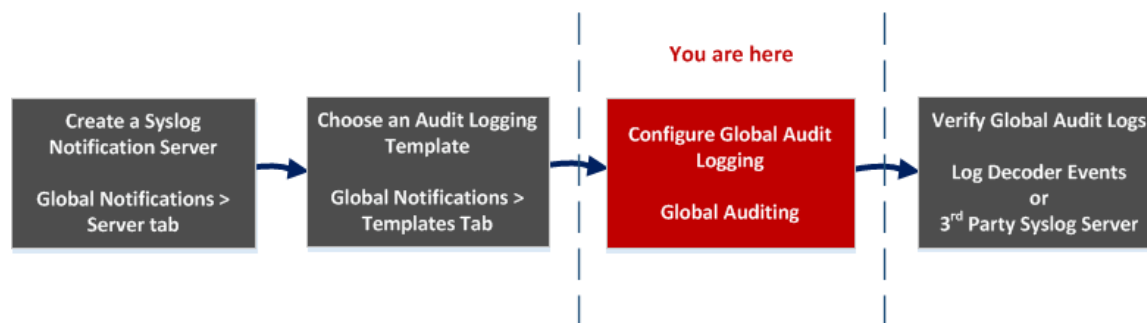 You are here
Create a Syslog
Notification Server
Global Notifications >
Server tab
Choose an Audit Logging
Template
Global Notifications >
Templates Tab
Configure Global Audit
Logging
Global Auditing
Verify Global Audit Logs
Log Decoder Events
or
3rd Party Syslog Server